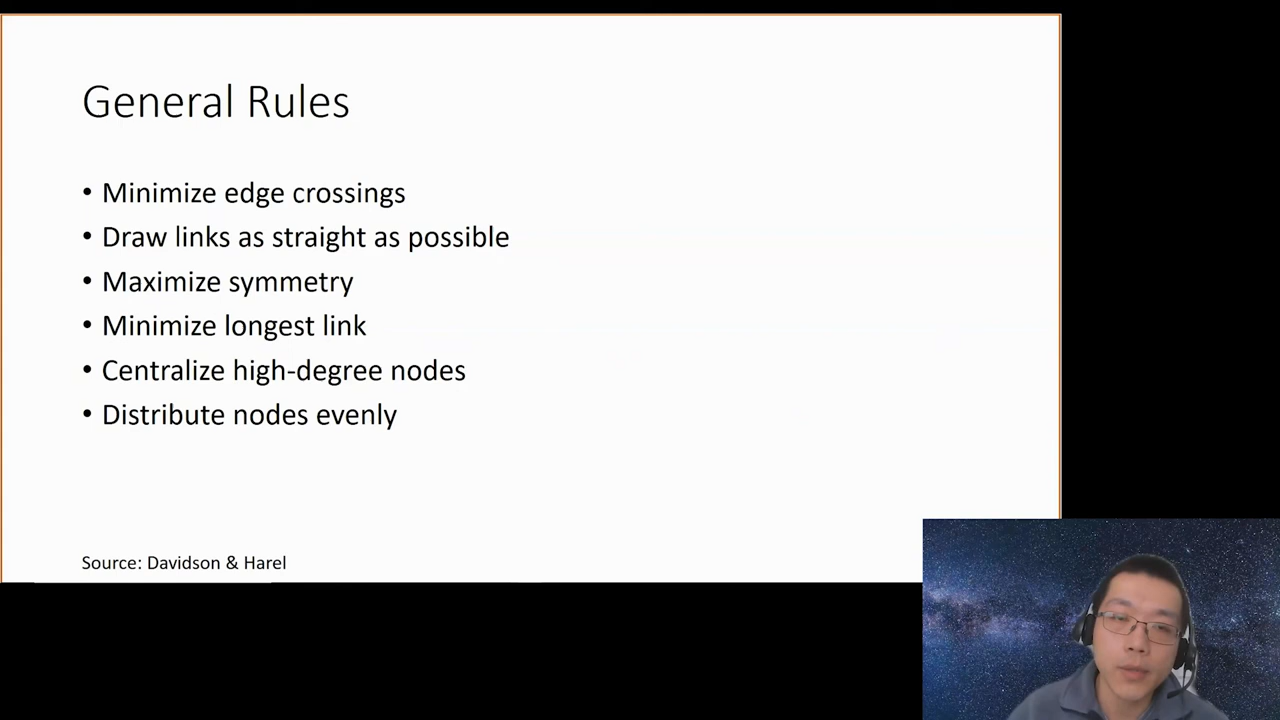 General Rules
• Minimize edge crossings
• Draw links as straight as possible
• Maximize symmetry
• Minimize longest link
• Centralize high-degree nodes
• Distribute nodes evenly
Source: Davidson & Harel